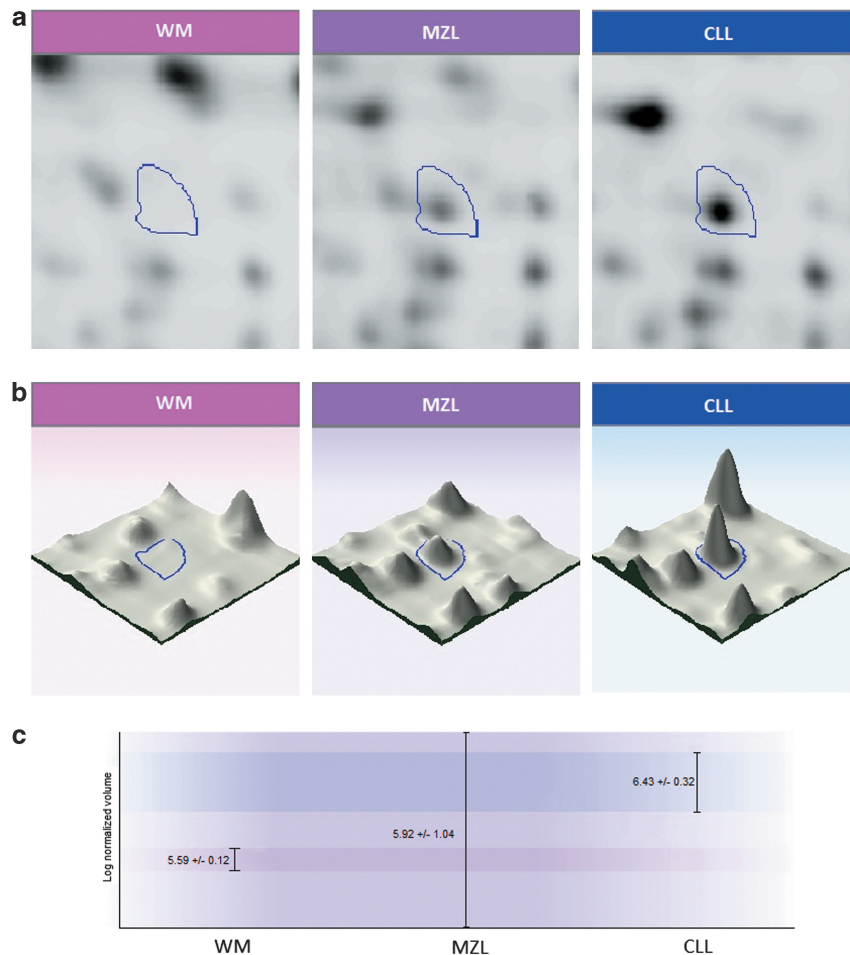 a
WM MZL CLL
b
WM MZL CLL
c
Log normalized volume
6.43 +/- 0.32
5.92 +/- 1.04
5.59 +/- 0.12
WM MZL CLL